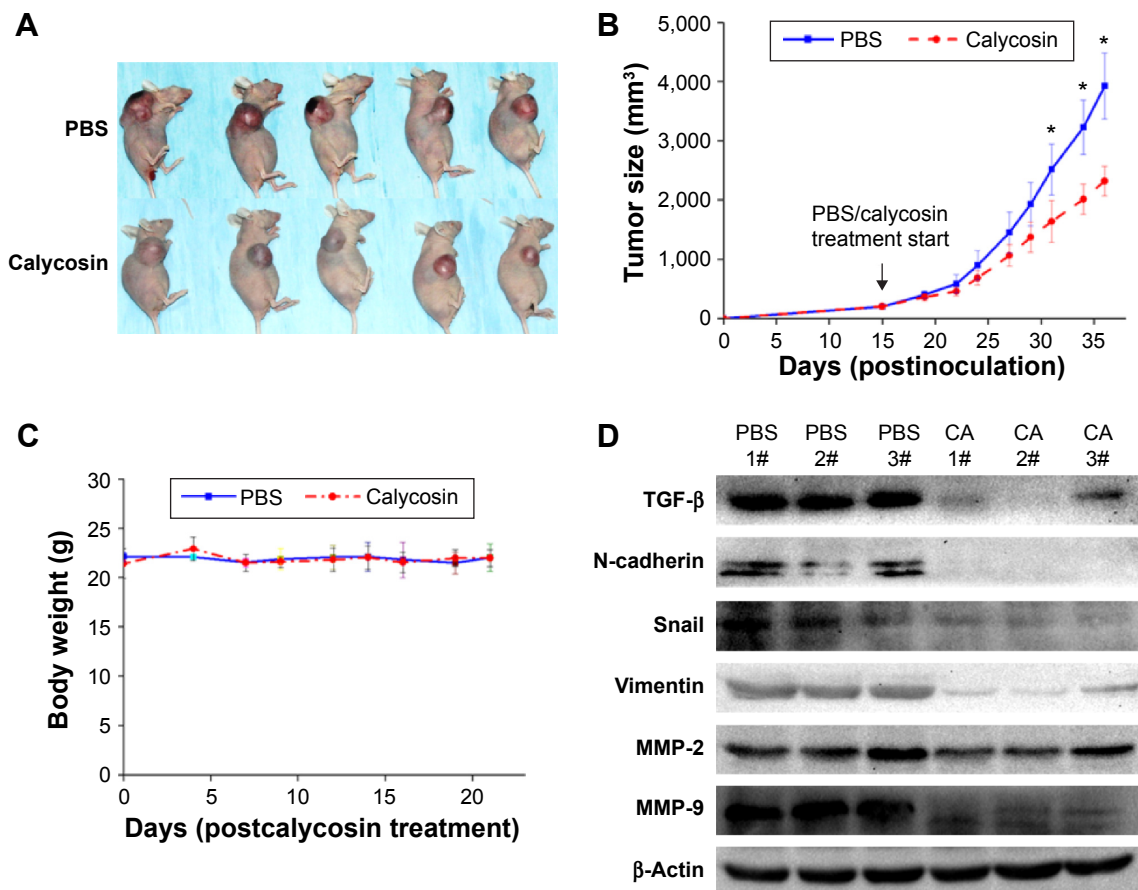 A
PBS
Calycosin
B
PBS Calycosin
Tumor size (mm³)
5,000
4,000
3,000
2,000
1,000
0
* * *
PBS/calycosin
treatment start
0 5 10 15 20 25 30 35
Days (postinoculation)
C
PBS Calycosin
Body weight (g)
30
25
20
15
10
5
0
0 5 10 15 20
Days (postcalycosin treatment)
D
PBS PBS PBS CA CA CA
1# 2# 3# 1# 2# 3#
TGF-β
N-cadherin
Snail
Vimentin
MMP-2
MMP-9
β-Actin